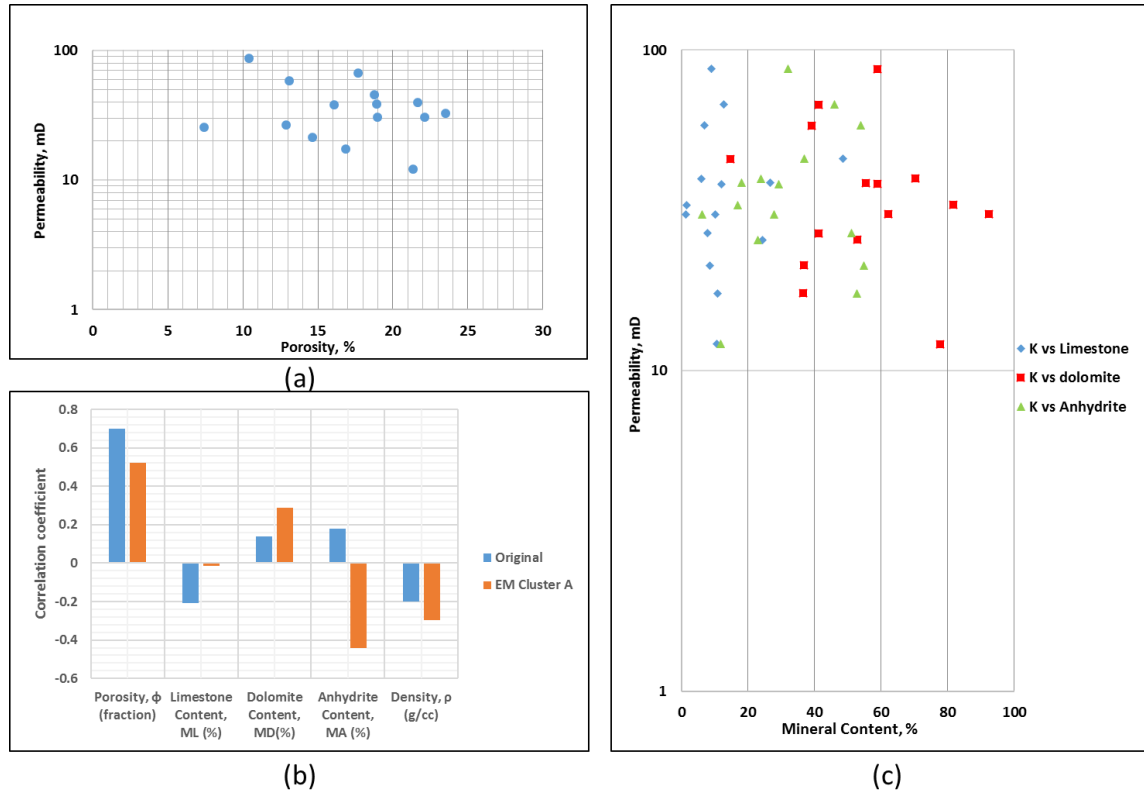 100
10
1
Permeability, mD
0 5 10 15 20 25 30
Porosity, %
(a)
0.8
0.6
0.4
0.2
0
-0.2
-0.4
-0.6
Correlation coefficient
Original
EM Cluster A
Porosity, ϕ
(fraction)
Limestone
Content,
ML (%)
Dolomite
Content,
MD(%)
Anhydrite
Content,
MA (%)
Density, ρ
(g/cc)
(b)
100
10
1
Permeability, mD
K vs Limestone
K vs dolomite
K vs Anhydrite
0 20 40 60 80 100
Mineral Content, %
(c)